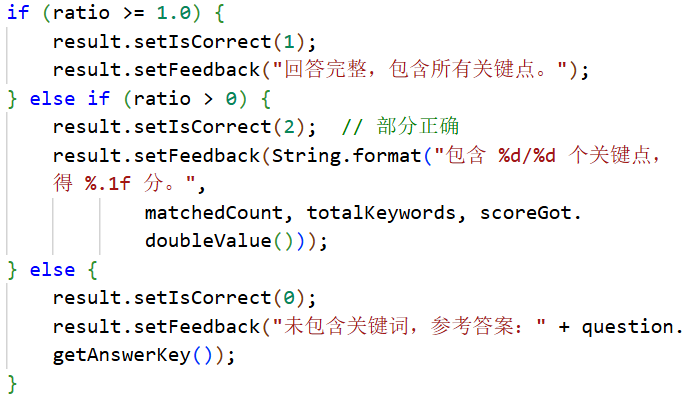 if (ratio >= 1.0) {
    result.setIsCorrect(1);
    result.setFeedback("回答完整，包含所有关键点。");
} else if (ratio > 0) {
    result.setIsCorrect(2);  // 部分正确
    result.setFeedback(String.format("包含 %d/%d 个关键点，
    得 %.1f 分。",
            matchedCount, totalKeywords, scoreGot.
            doubleValue()));
} else {
    result.setIsCorrect(0);
    result.setFeedback("未包含关键词，参考答案：" + question.
    getAnswerKey());
}